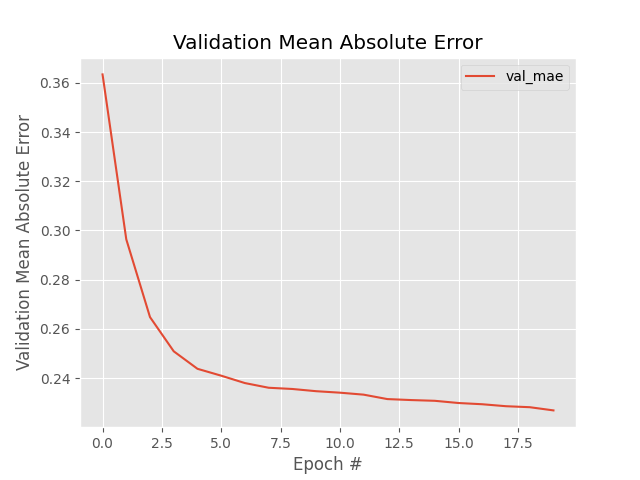 Validation Mean Absolute Error
val_mae
Validation Mean Absolute Error
0.36
0.34
0.32
0.30
0.28
0.26
0.24
0.0 2.5 5.0 7.5 10.0 12.5 15.0 17.5
Epoch #